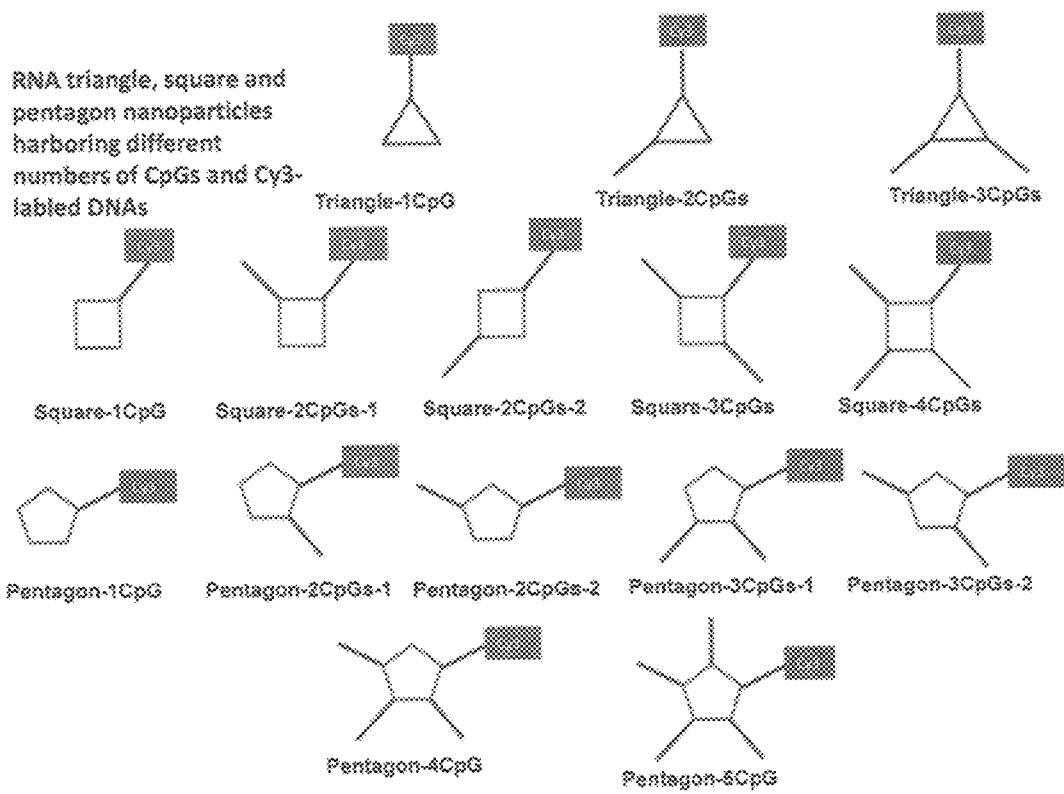 RNA triangle, square and
pentagon nanoparticles
harboring different
numbers of CpGs and Cy3-
labled DNAs
Triangle-1CpG
Triangle-2CpGs
Triangle-3CpGs
Square-1CpG
Square-2CpGs-1
Square-2CpGs-2
Square-3CpGs
Square-4CpGs
Pentagon-1CpG
Pentagon-2CpGs-1
Pentagon-2CpGs-2
Pentagon-3CpGs-1
Pentagon-3CpGs-2
Pentagon-4CpG
Pentagon-5CpG